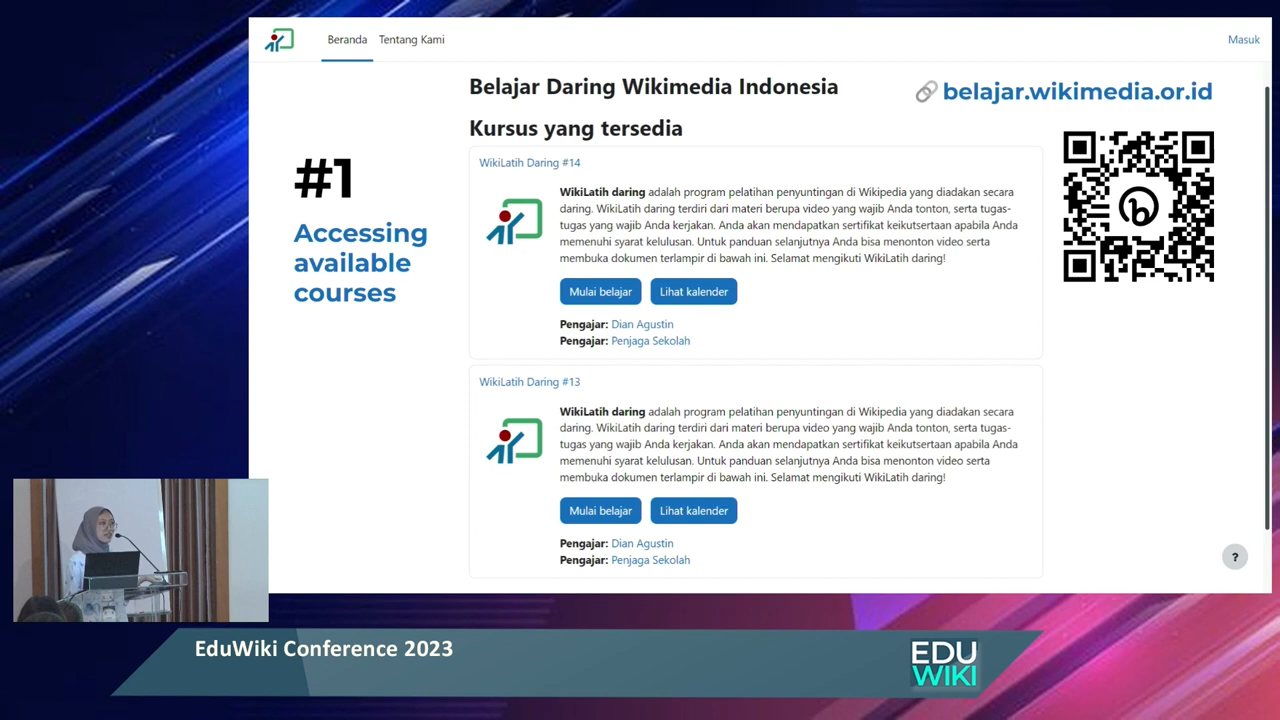 Beranda Tentang Kami Masuk
Belajar Daring Wikimedia Indonesia
belajar.wikimedia.or.id
Kursus yang tersedia
#1
Accessing
available
courses
WikiLatih Daring #14
WikiLatih daring adalah program pelatihan penyuntingan di Wikipedia yang diadakan secara
daring. WikiLatih daring terdiri dari materi berupa video yang wajib Anda tonton, serta tugas-
tugas yang wajib Anda kerjakan. Anda akan mendapatkan sertifikat keikutsertaan apabila Anda
memenuhi syarat kelulusan. Untuk panduan selanjutnya Anda bisa menonton video serta
membuka dokumen terlampir di bawah ini. Selamat mengikuti WikiLatih daring!
Mulai belajar Lihat kalender
Pengajar: Dian Agustin
Pengajar: Penjaga Sekolah
WikiLatih Daring #13
WikiLatih daring adalah program pelatihan penyuntingan di Wikipedia yang diadakan secara
daring. WikiLatih daring terdiri dari materi berupa video yang wajib Anda tonton, serta tugas-
tugas yang wajib Anda kerjakan. Anda akan mendapatkan sertifikat keikutsertaan apabila Anda
memenuhi syarat kelulusan. Untuk panduan selanjutnya Anda bisa menonton video serta
membuka dokumen terlampir di bawah ini. Selamat mengikuti WikiLatih daring!
Mulai belajar Lihat kalender
Pengajar: Dian Agustin
Pengajar: Penjaga Sekolah
?
EduWiki Conference 2023
EDU
WIKI